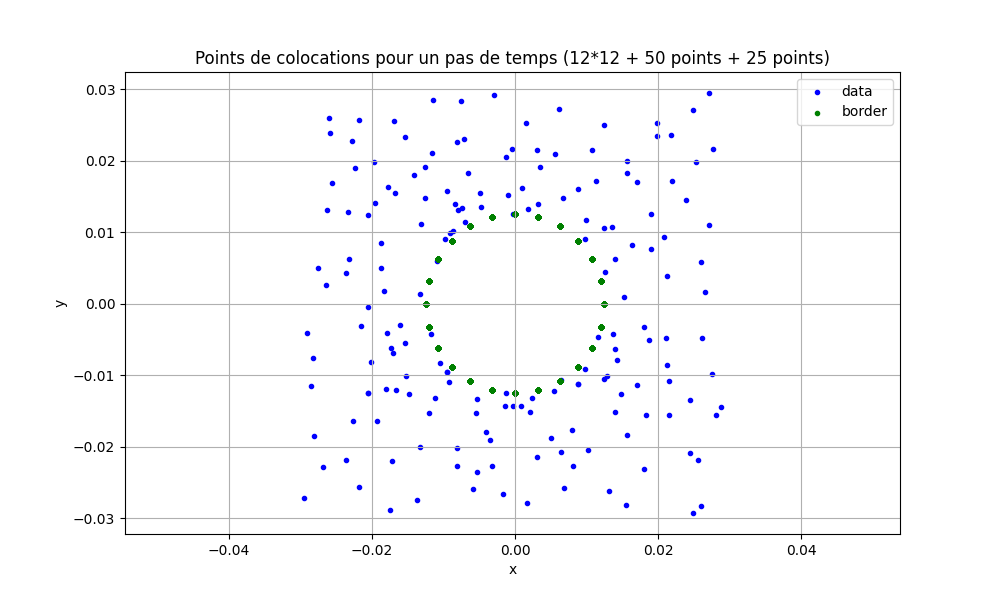 Points de colocations pour un pas de temps (12*12 + 50 points + 25 points)
data
border
0.03
0.02
0.01
0.00
−0.01
−0.02
−0.03
y
−0.04
−0.02
0.00
0.02
0.04
x